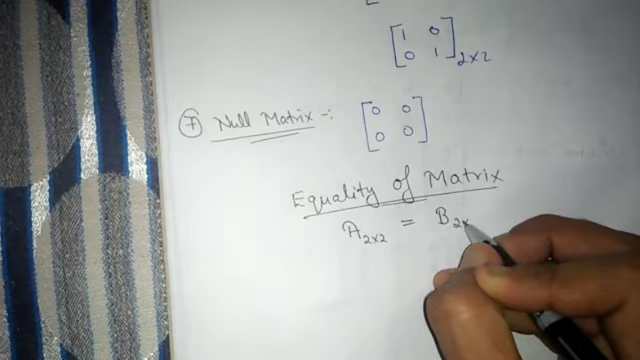 [1 0
0 1]2x2
⑦ Null Matrix -: [0 0
0 0]
Equality of Matrix
A2x2 = B2x